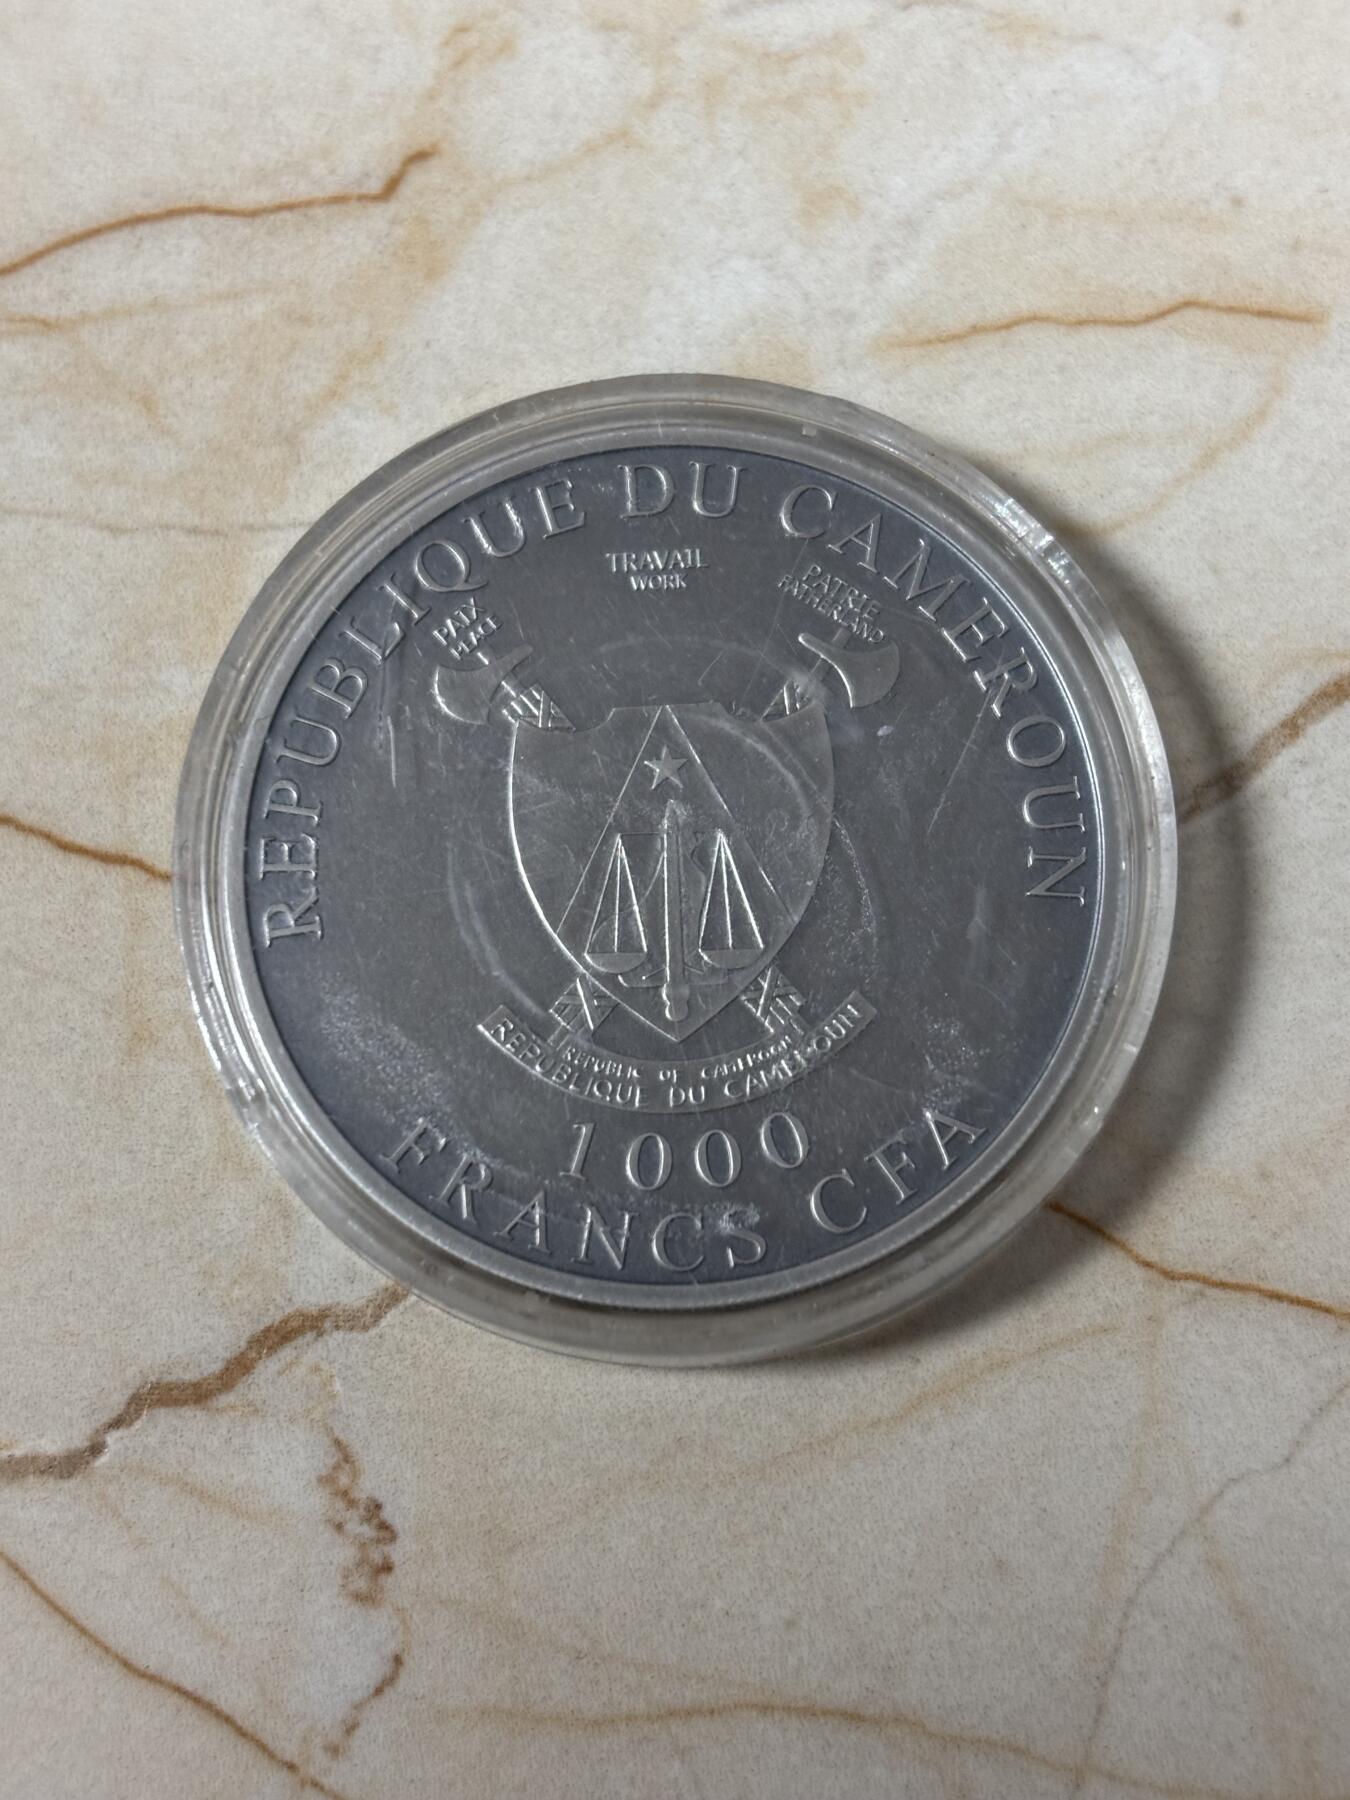 REPUBLIQUE DU CAMEROUN
TRAVAIL
WORK
PAIX
PEACE
PATRIE
FATHERLAND
REPUBLIC OF CAMEROON
REPUBLIQUE DU CAMEROUN
1000
FRANCS CFA